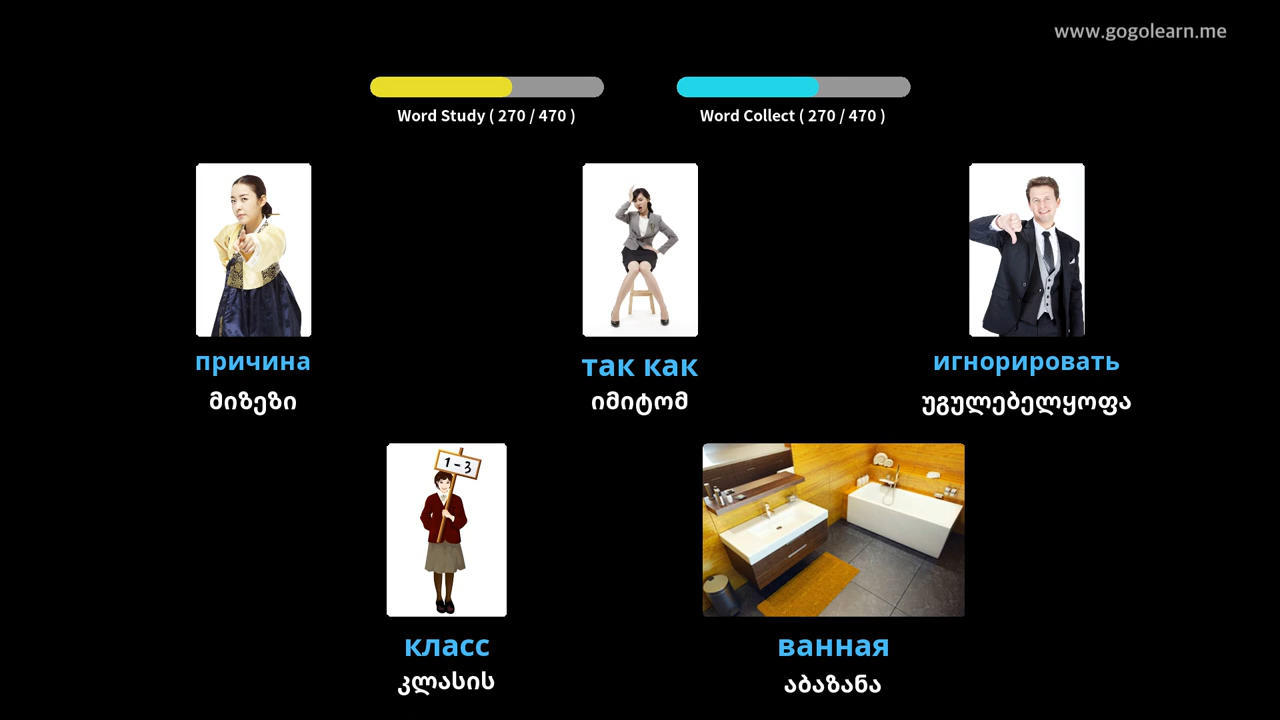 www.gogolearn.me
Word Study ( 270 / 470 )
Word Collect ( 270 / 470 )
причина
მიზეზი
так как
იმიტომ
игнорировать
უგულებელყოფა
1 - 3
класс
კლასის
ванная
აბაზანა